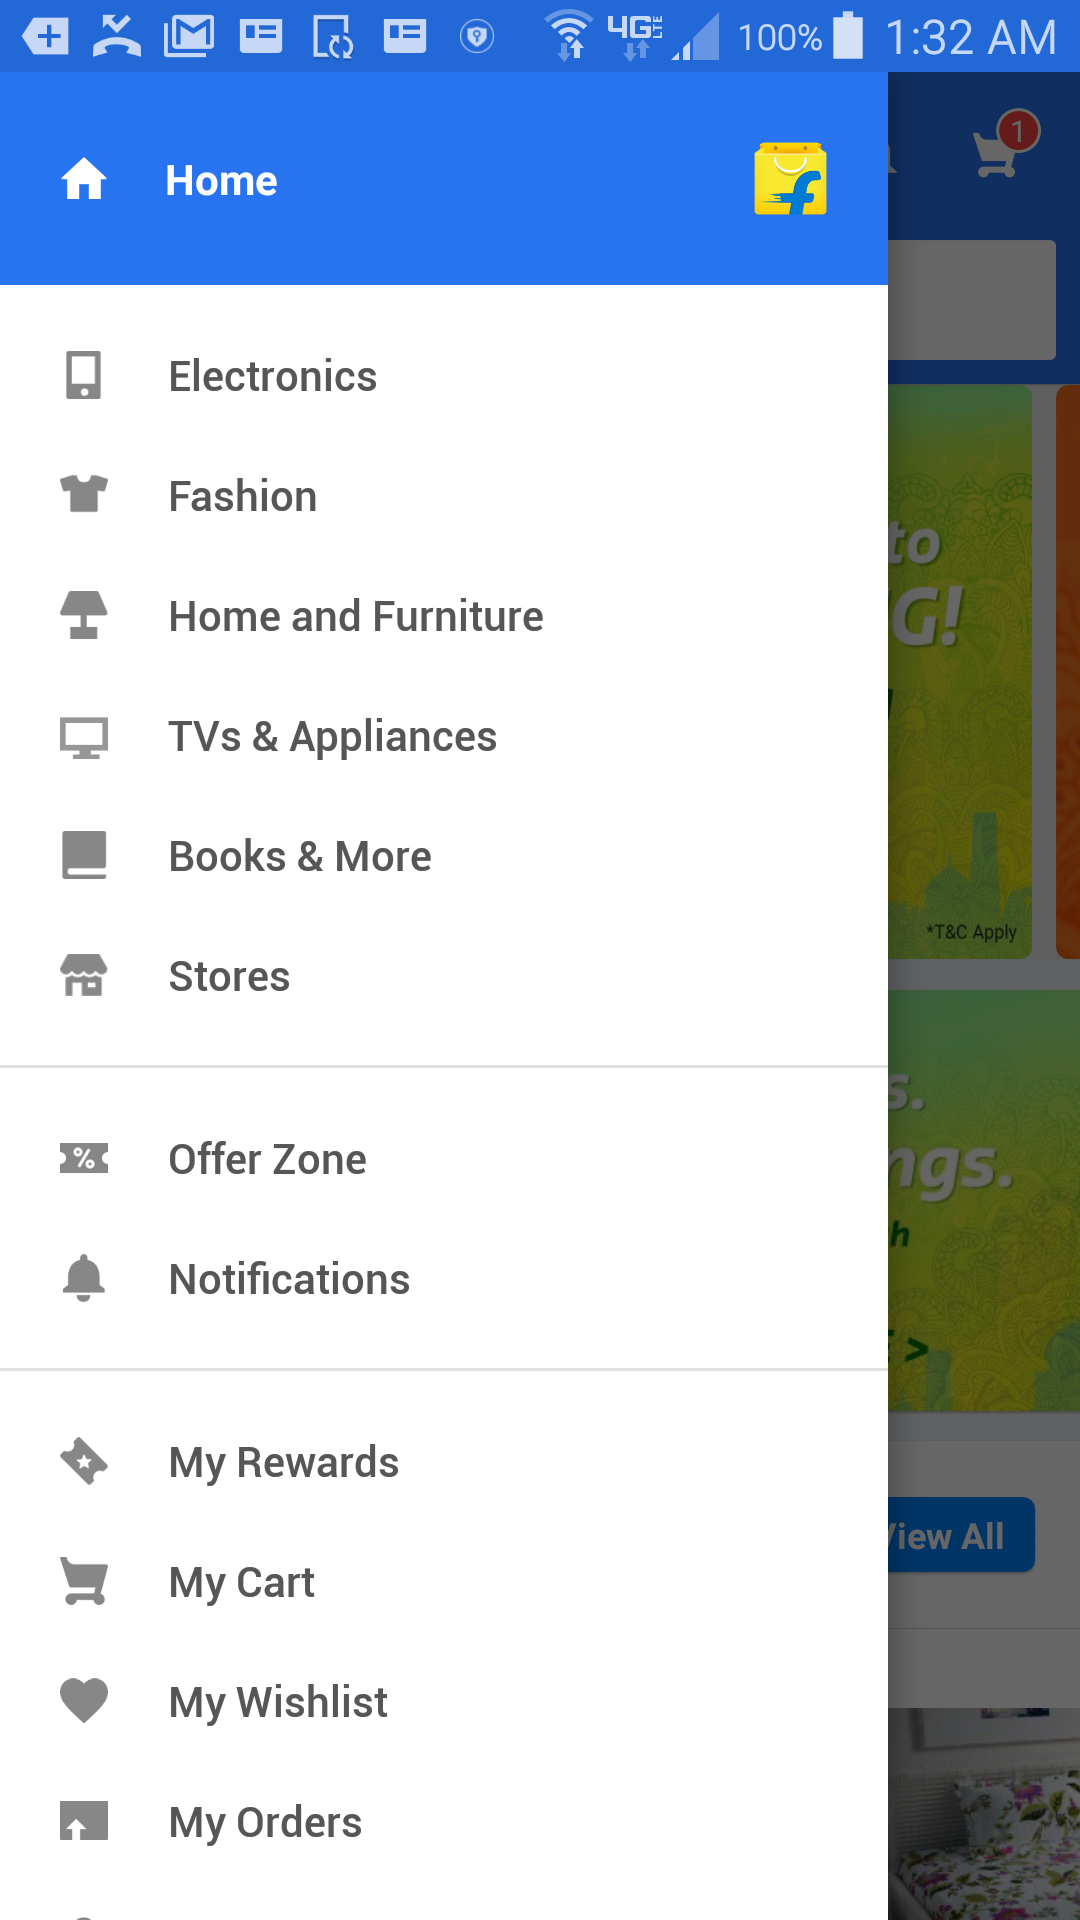 4G LTE 100% 1:32 AM
Home
1
Electronics
Fashion
to
Home and Furniture
G!
TVs & Appliances
Books & More
*T&C Apply
Stores
s.
Offer Zone
ngs.
h
Notifications
>
My Rewards
View All
My Cart
My Wishlist
My Orders